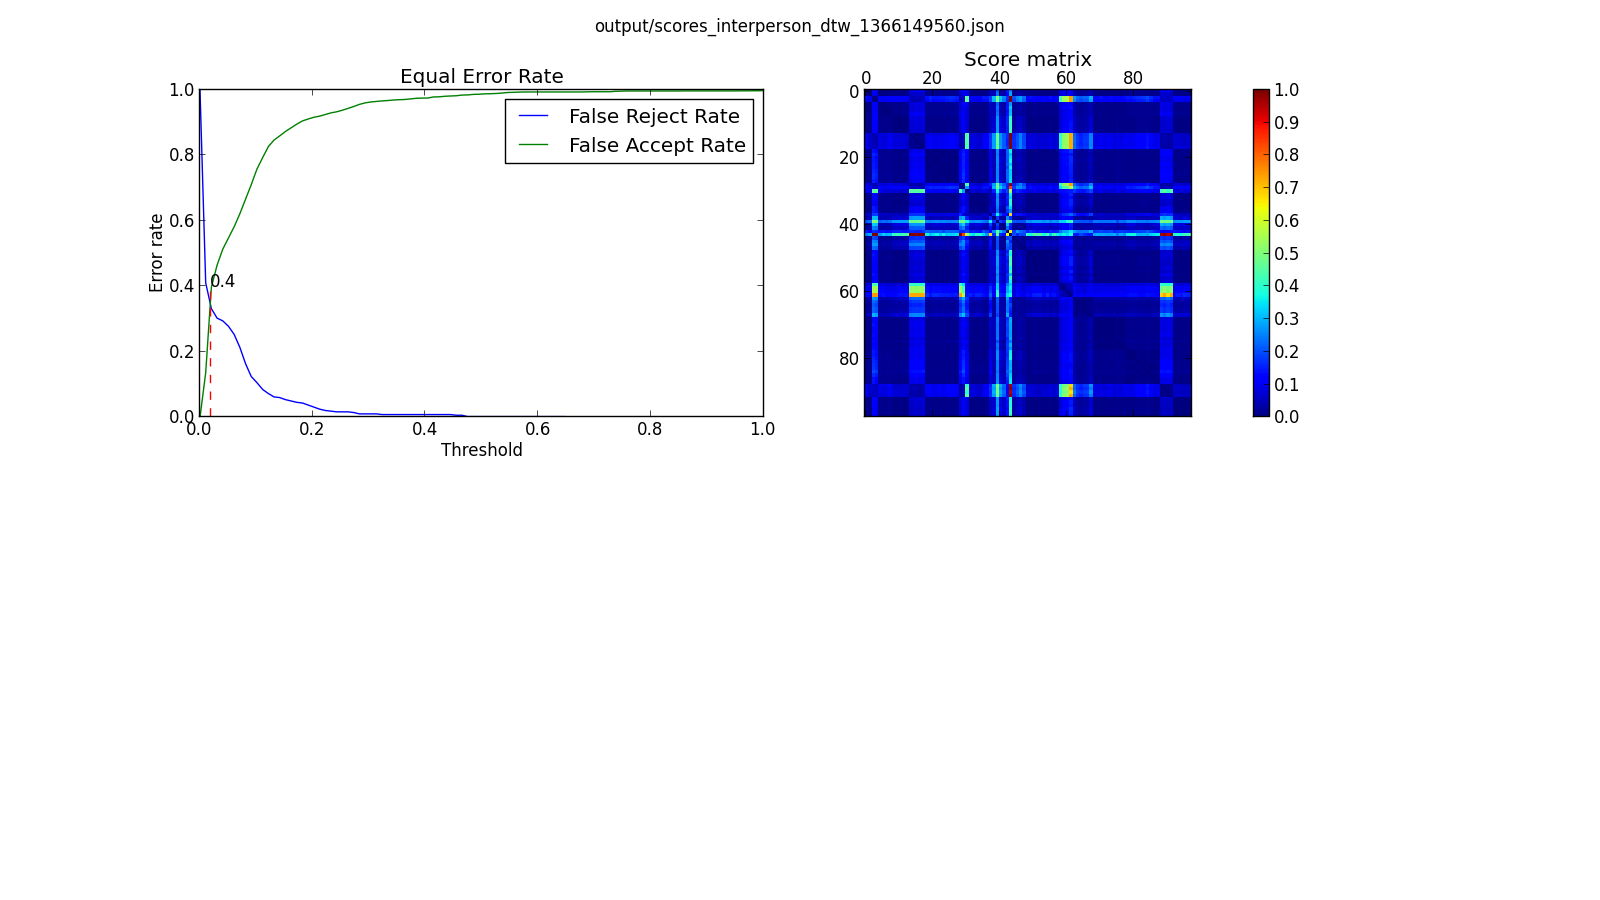 output/scores_interperson_dtw_1366149560.json
Equal Error Rate
1.0
0.8
0.6
0.4
0.2
0.0
Error rate
0.4
False Reject Rate
False Accept Rate
0.0 0.2 0.4 0.6 0.8 1.0
Threshold
Score matrix
0 20 40 60 80
0
20
40
60
80
1.0
0.9
0.8
0.7
0.6
0.5
0.4
0.3
0.2
0.1
0.0